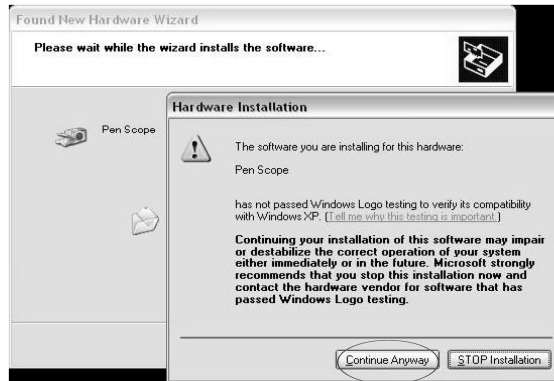 Found New Hardware Wizard
Please wait while the wizard installs the software...
Pen Scope
Hardware Installation
The software you are installing for this hardware:
Pen Scope
has not passed Windows Logo testing to verify its compatibility
with Windows XP. (Tell me why this testing is important.)
Continuing your installation of this software may impair
or destabilize the correct operation of your system
either immediately or in the future. Microsoft strongly
recommends that you stop this installation now and
contact the hardware vendor for software that has
passed Windows Logo testing.
Continue Anyway
STOP Installation